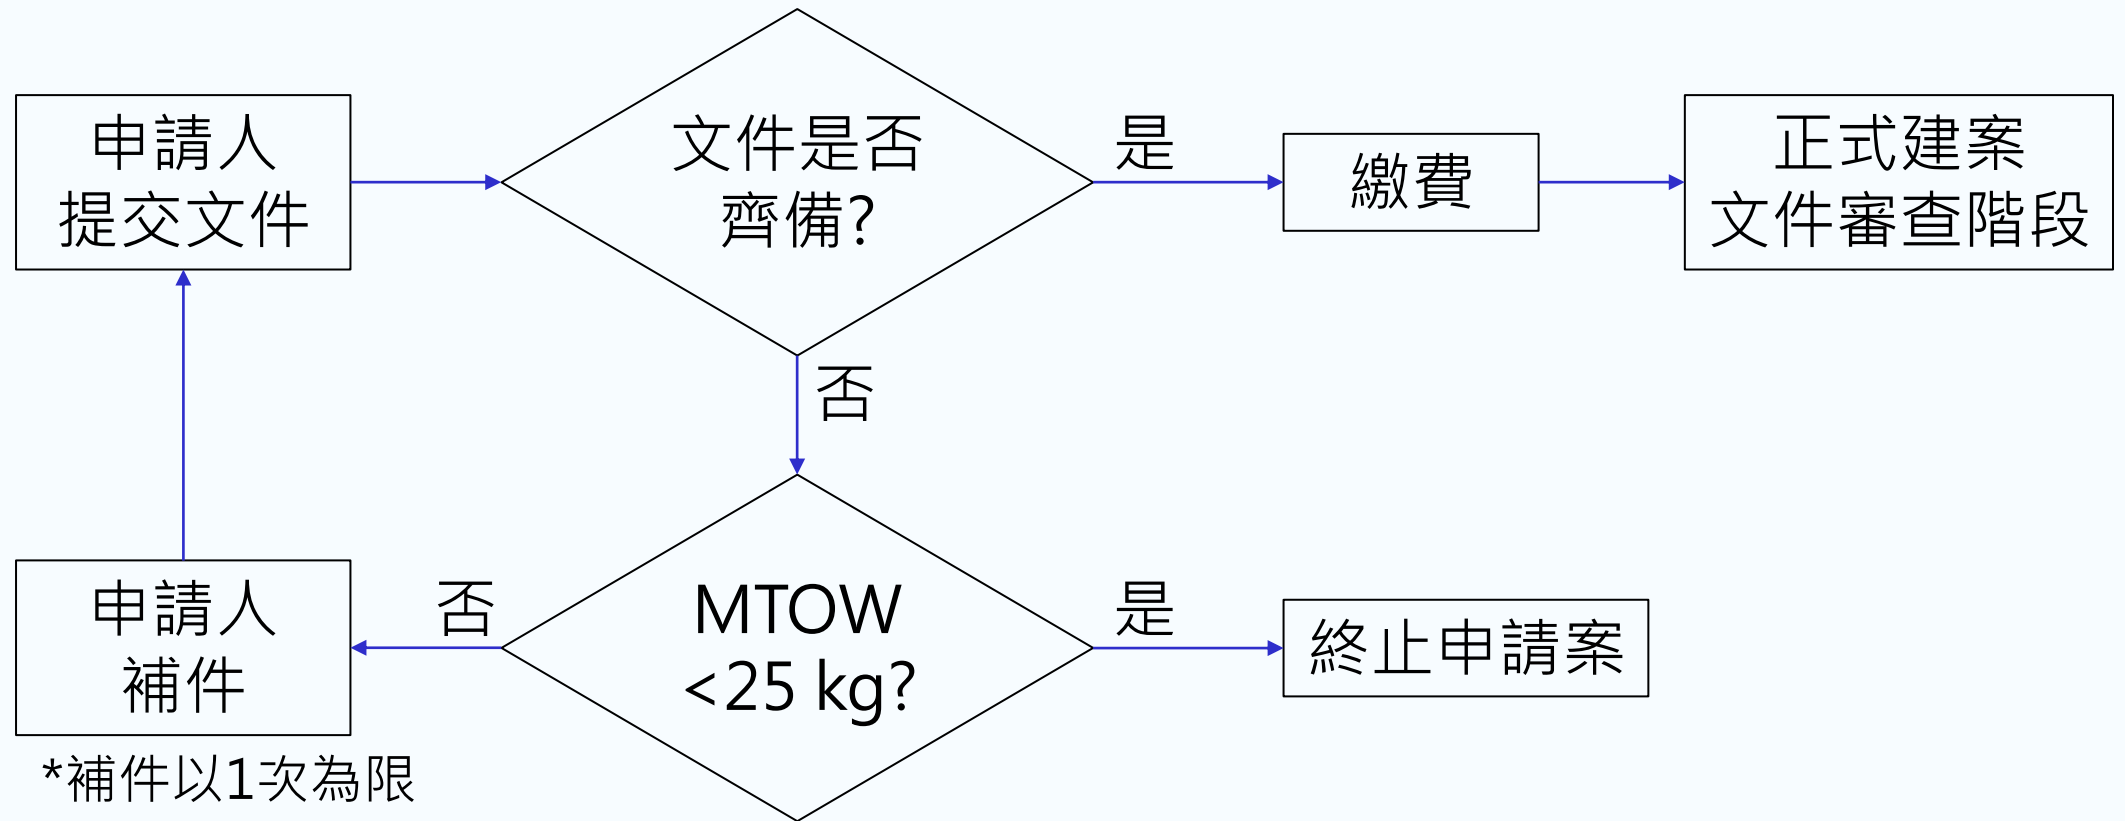 申請人
提交文件
文件是否
齊備?
是
繳費
正式建案
文件審查階段
否
申請人
補件
否
MTOW
<25 kg?
是
終止申請案
*補件以1次為限